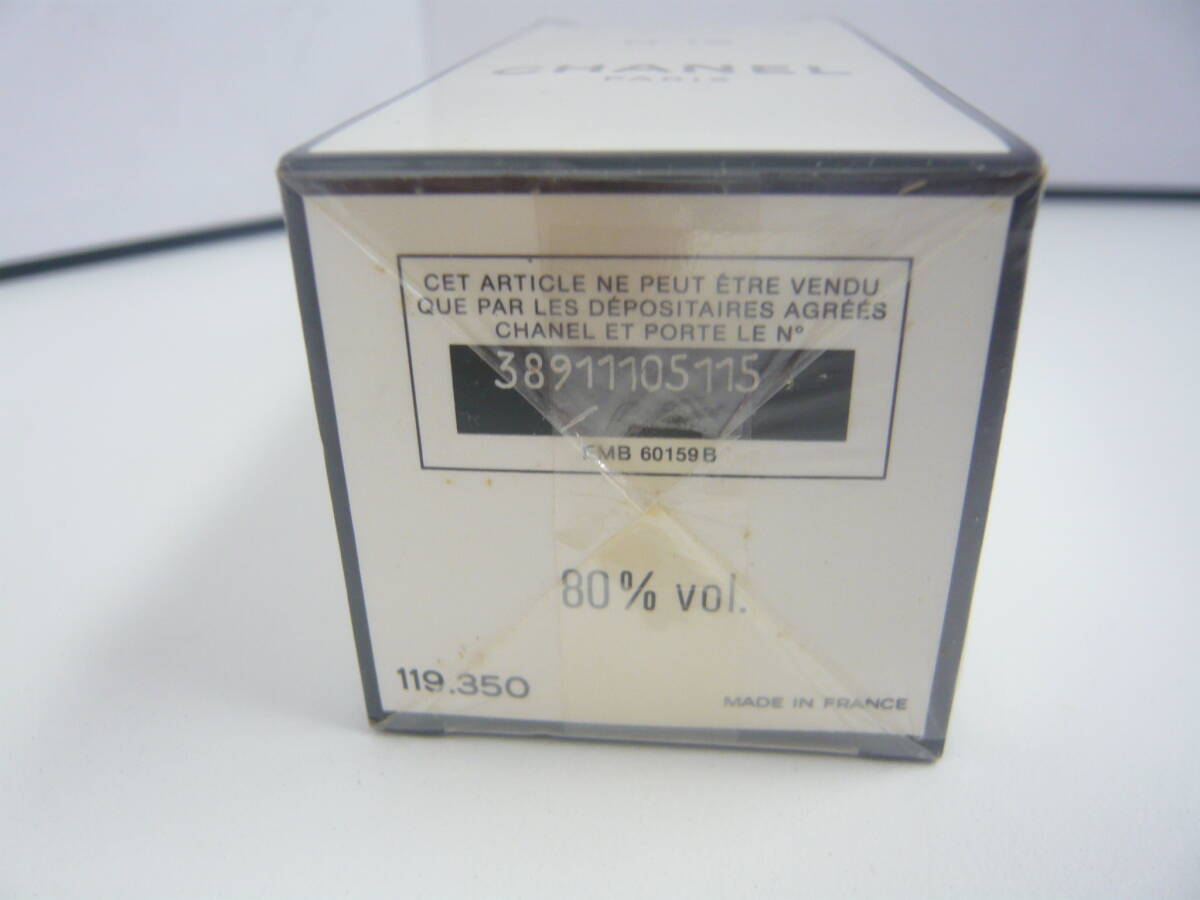 CHANEL
PARIS
CET ARTICLE NE PEUT ÊTRE VENDU
QUE PAR LES DÉPOSITAIRES AGRÉÉS
CHANEL ET PORTE LE N°
38911105115
EMB 60159B
80% vol.
119.350
MADE IN FRANCE